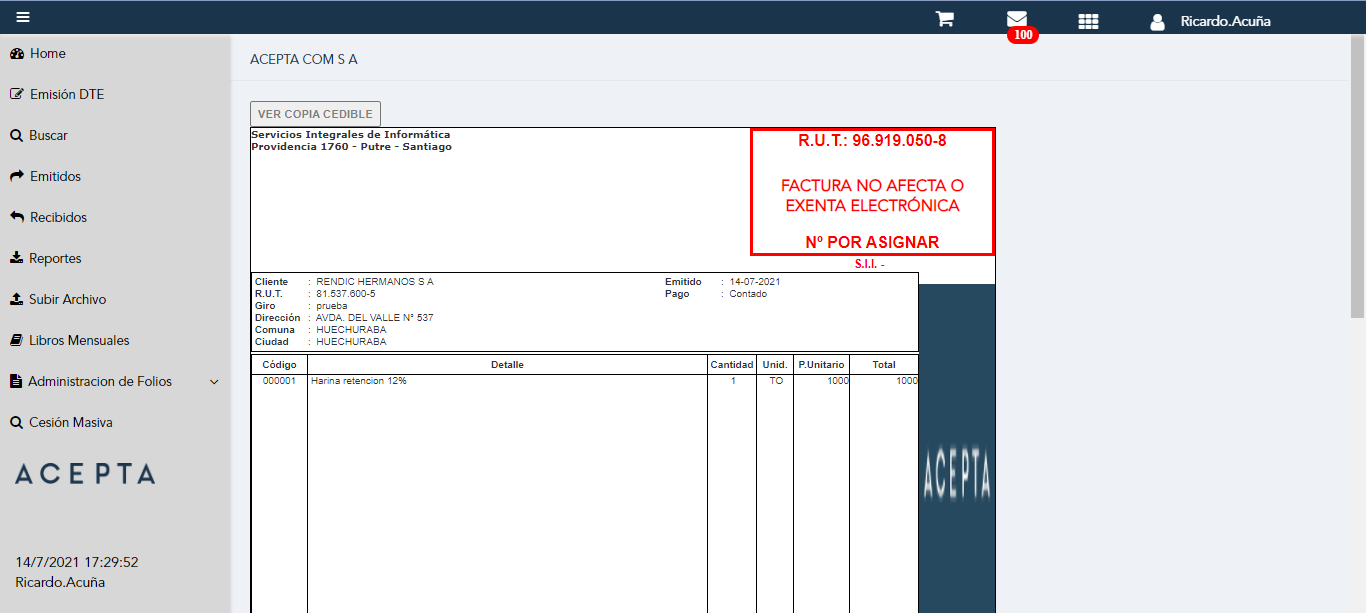 100
Ricardo.Acuña
Home
Emisión DTE
Buscar
Emitidos
Recibidos
Reportes
Subir Archivo
Libros Mensuales
Administracion de Folios
Cesión Masiva
ACEPTA
14/7/2021 17:29:52
Ricardo.Acuña
ACEPTA COM S A
VER COPIA CEDIBLE
Servicios Integrales de Informática
Providencia 1760 - Putre - Santiago
R.U.T.: 96.919.050-8
FACTURA NO AFECTA O
EXENTA ELECTRÓNICA
Nº POR ASIGNAR
S.I.I. -
Cliente : RENDIC HERMANOS S A Emitido : 14-07-2021
R.U.T. : 81.537.600-5 Pago : Contado
Giro : prueba
Dirección : AVDA. DEL VALLE N° 537
Comuna : HUECHURABA
Ciudad : HUECHURABA
Código Detalle Cantidad Unid. P.Unitario Total
000001 Harina retencion 12% 1 TO 1000 1000
ACEPTA